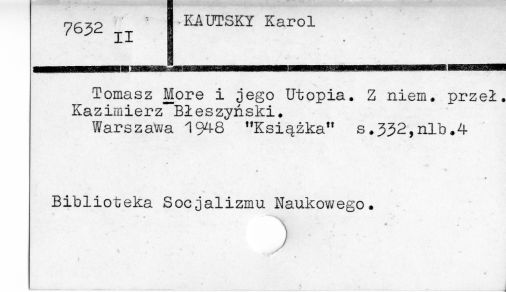 7632 II
KAUTSKY Karol
Tomasz More i jego Utopia. Z niem. przeł.
Kazimierz Błeszyński.
Warszawa 1948 "Książka" s.332,nlb.4
Biblioteka Socjalizmu Naukowego.